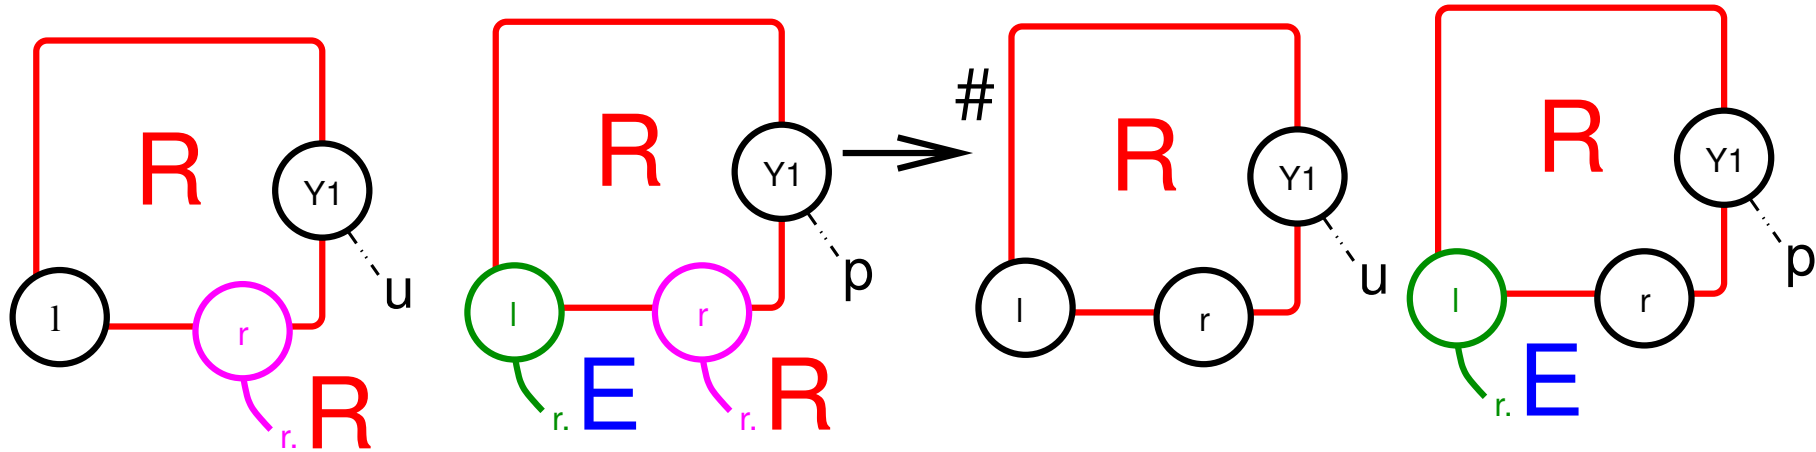 R Y1 u l r r. R
R Y1 p l r r. E r. R
# R Y1 u l r
R Y1 p l r r. E